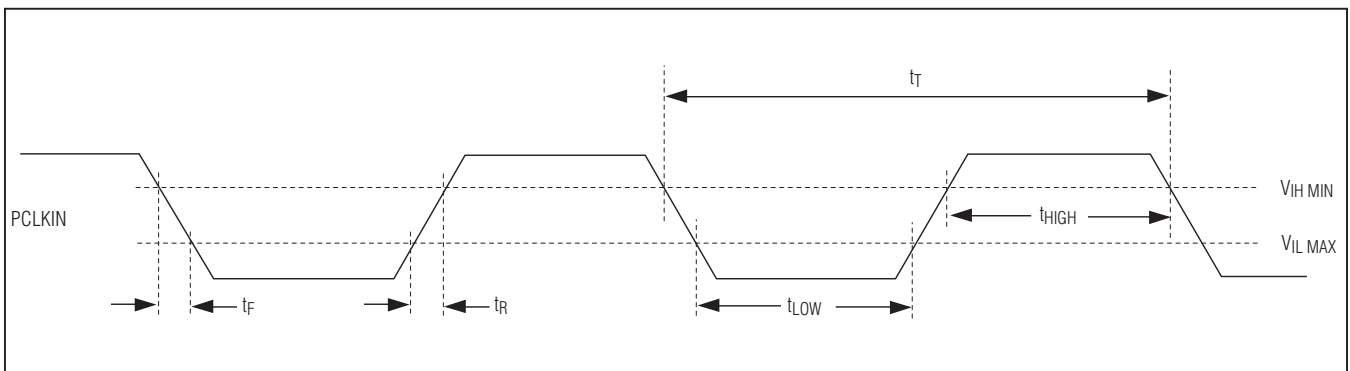 tT
VIH MIN
PCLKIN
tHIGH
VIL MAX
tF
tR
tLOW